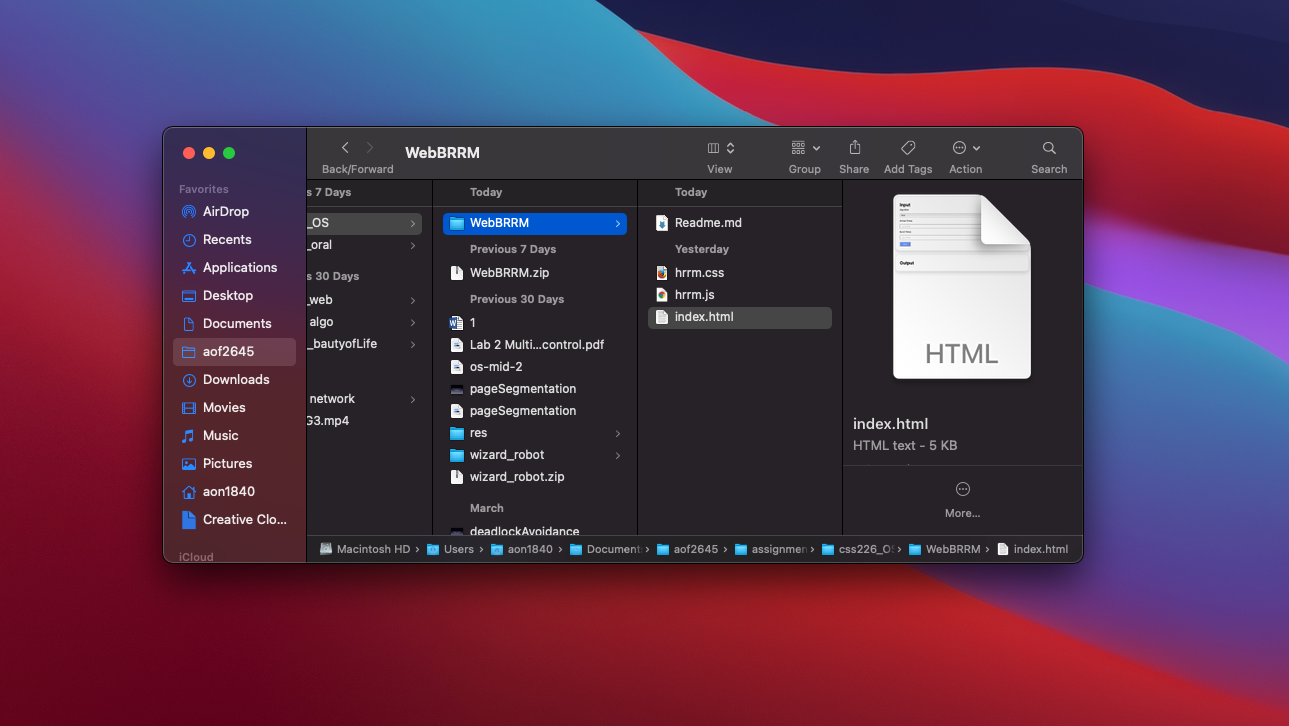 WebBRRM
Back/Forward
View
Group
Share
Add Tags
Action
Search
Favorites
AirDrop
Recents
Applications
Desktop
Documents
aof2645
Downloads
Movies
Music
Pictures
aon1840
Creative Clo...
iCloud
s 7 Days
_OS
_oral
s 30 Days
_web
algo
_bautyofLife
network
G3.mp4
Today
WebBRRM
Previous 7 Days
WebBRRM.zip
Previous 30 Days
1
Lab 2 Multi...control.pdf
os-mid-2
pageSegmentation
pageSegmentation
res
wizard_robot
wizard_robot.zip
March
deadlockAvoidance
Today
Readme.md
Yesterday
hrrm.css
hrrm.js
index.html
Input
Output
HTML
index.html
HTML text - 5 KB
More...
Macintosh HD › Users › aon1840 › Document › aof2645 › assignmen › css226_OS › WebBRRM › index.html